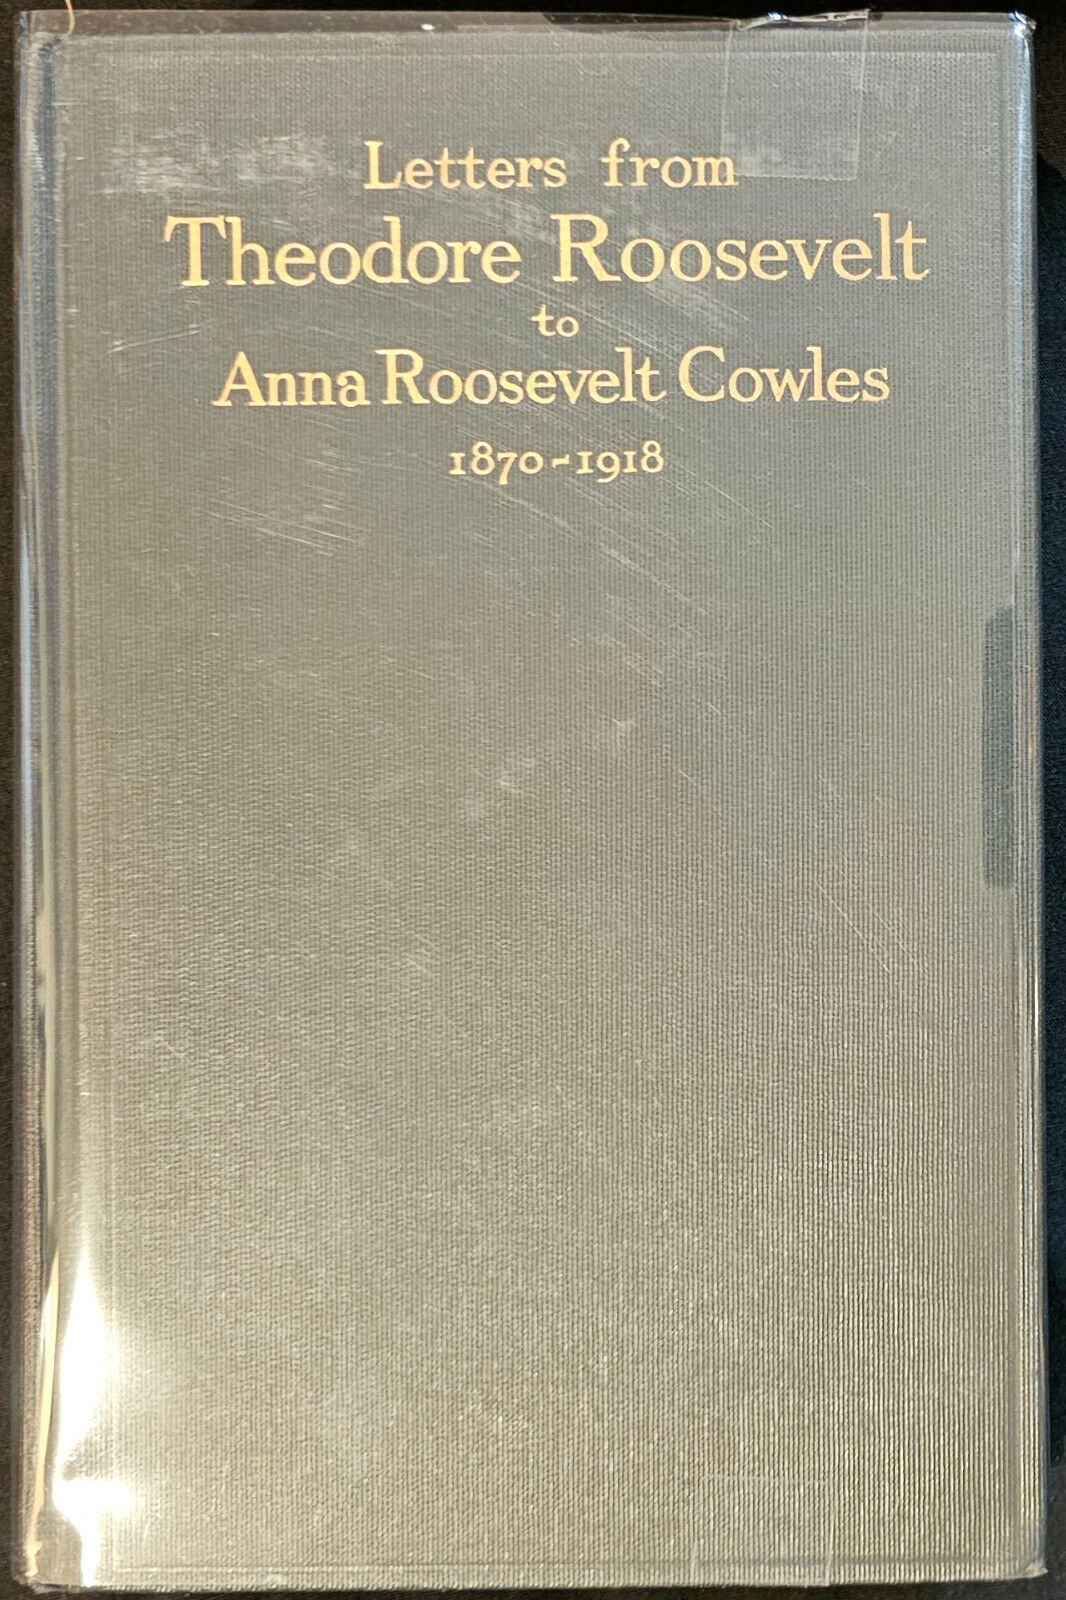 Letters from
Theodore Roosevelt
to
Anna Roosevelt Cowles
1870-1918